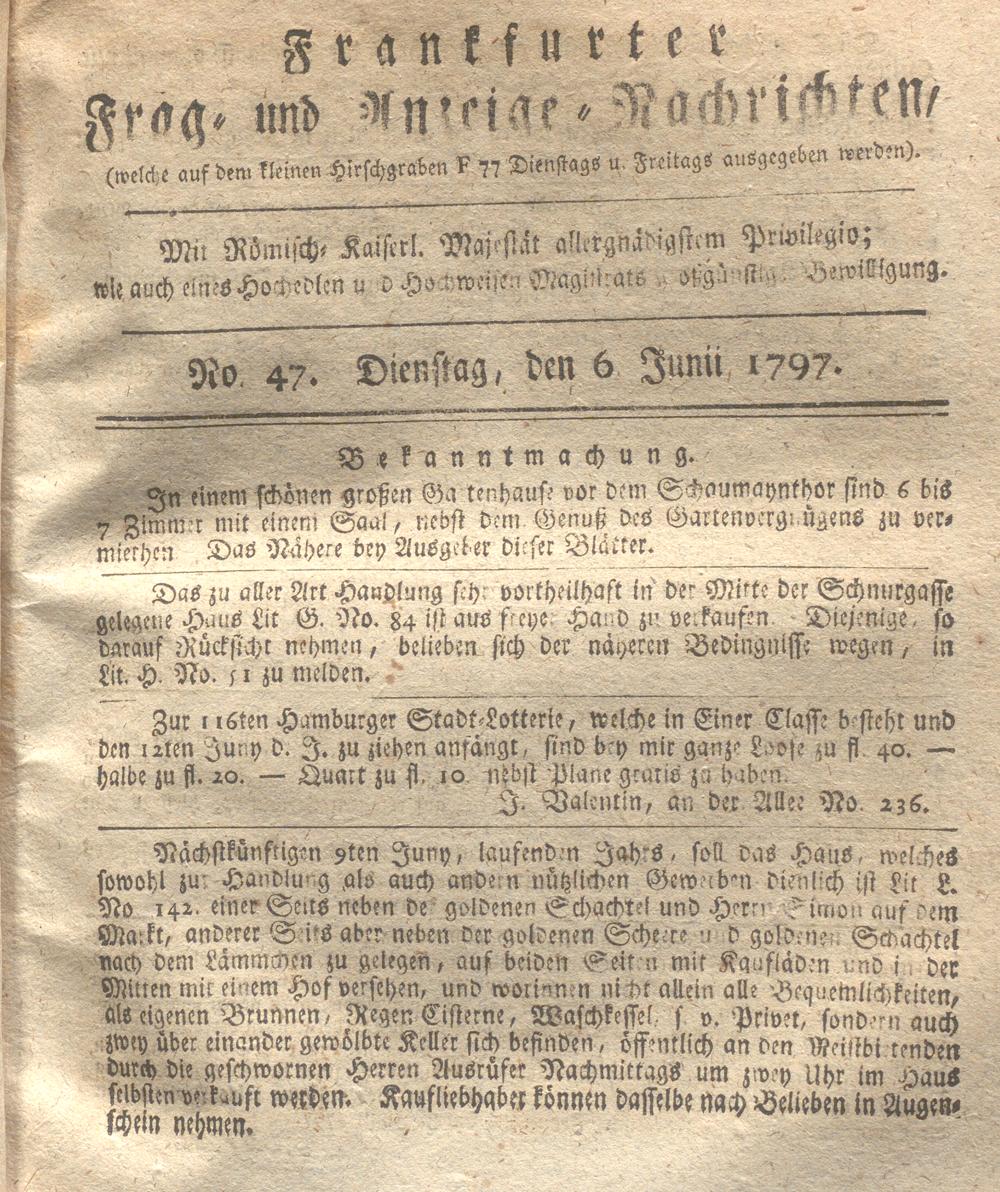 Frankfurter
Frag- und Anzeige-Nachrichten,
(welche auf dem kleinen Hirschgraben F 77 Dienstags u. Freitags ausgegeben werden).
Mit Römisch-Kaiserl. Majestät allergnädigstem Privilegio;
wie auch eines Hochedlen und Hochweisen Magistrats großgünstiger Bewilligung.
No. 47. Dienstag, den 6 Junii 1797.
Bekanntmachung.
In einem schönen großen Gartenhause vor dem Schaumaynthor sind 6 bis
7 Zimmer mit einem Saal, nebst dem Genuß des Gartenvergnügens zu ver-
miethen Das Nähere bey Ausgeber dieser Blätter.
Das zu aller Art Handlung sehr vortheilhaft in der Mitte der Schnurgasse
gelegene Haus Lit G. No. 84 ist aus freyer Hand zu verkaufen. Diejenige, so
darauf Rücksicht nehmen, belieben sich der näheren Bedingnisse wegen, in
Lit. H. No. 51 zu melden.
Zur 116ten Hamburger Stadt-Lotterie, welche in Einer Classe besteht und
den 12ten Juny d. J. zu ziehen anfängt, sind bey mir ganze Loose zu fl. 40. —
halbe zu fl. 20. — Quart zu fl. 10 nebst Plane gratis zu haben.
J. Valentin, an der Allee No. 236.
Nächstkünftigen 9ten Juny, laufenden Jahrs, soll das Haus, welches
sowohl zur Handlung als auch andern nützlichen Gewerben dienlich ist Lit L.
No 142. einer Seits neben der goldenen Schachtel und Herrn Simon auf dem
Markt, anderer Seits aber neben der goldenen Scheere und goldenen Schachtel
nach dem Lämmchen zu gelegen, auf beiden Seiten mit Kaufläden und in der
Mitten mit einem Hof versehen, und worinnen nicht allein alle Bequemlichkeiten,
als eigenen Brunnen, Regen Cisterne, Waschkessel, s. v. Privet, sondern auch
zwey über einander gewölbte Keller sich befinden, öffentlich an den Meistbietenden
durch die geschwornen Herren Ausrüfer Nachmittags um zwey Uhr im Haus
selbsten verkauft werden. Kaufliebhaber können dasselbe nach Belieben in Augen-
schein nehmen.